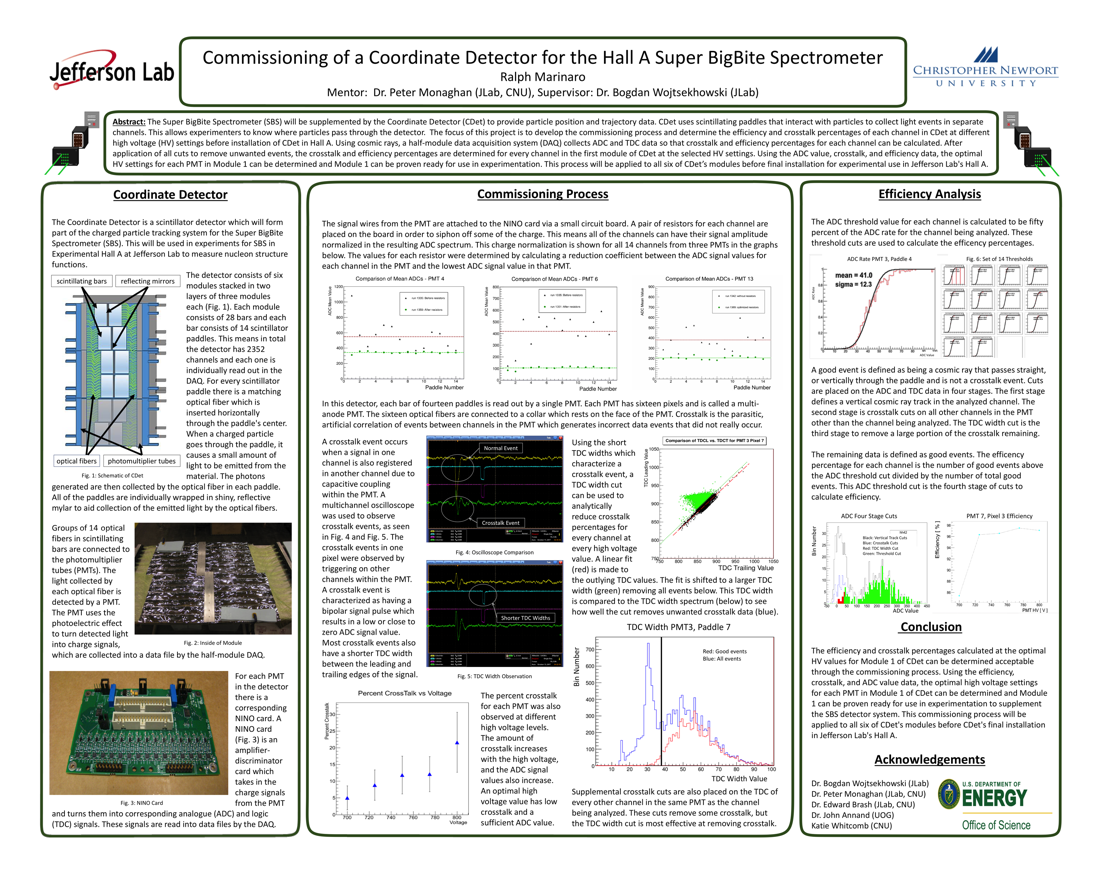 Jefferson Lab
Commissioning of a Coordinate Detector for the Hall A Super BigBite Spectrometer
Ralph Marinaro
Mentor: Dr. Peter Monaghan (JLab, CNU), Supervisor: Dr. Bogdan Wojtsekhowski (JLab)
CHRISTOPHER NEWPORT
UNIVERSITY
Abstract: The Super BigBite Spectrometer (SBS) will be supplemented by the Coordinate Detector (CDet) to provide particle position and trajectory data. CDet uses scintillating paddles that interact with particles to collect light events in separate
channels. This allows experimenters to know where particles pass through the detector. The focus of this project is to develop the commissioning process and determine the efficiency and crosstalk percentages of each channel in CDet at different
high voltage (HV) settings before installation of CDet in Hall A. Using cosmic rays, a half-module data acquisition system (DAQ) collects ADC and TDC data so that crosstalk and efficiency percentages for each channel can be calculated. After
application of all cuts to remove unwanted events, the crosstalk and efficiency percentages are determined for every channel in the first module of CDet at the selected HV settings. Using the ADC value, crosstalk, and efficiency data, the optimal
HV settings for each PMT in Module 1 can be determined and Module 1 can be proven ready for use in experimentation. This process will be applied to all six of CDet's modules before final installation for experimental use in Jefferson Lab's Hall A.
Coordinate Detector
The Coordinate Detector is a scintillator detector which will form
part of the charged particle tracking system for the Super BigBite
Spectrometer (SBS). This will be used in experiments for SBS in
Experimental Hall A at Jefferson Lab to measure nucleon structure
functions.
scintillating bars
reflecting mirrors
optical fibers
photomultiplier tubes
Fig. 1: Schematic of CDet
The detector consists of six
modules stacked in two
layers of three modules
each (Fig. 1). Each module
consists of 28 bars and each
bar consists of 14 scintillator
paddles. This means in total
the detector has 2352
channels and each one is
individually read out in the
DAQ. For every scintillator
paddle there is a matching
optical fiber which is
inserted horizontally
through the paddle's center.
When a charged particle
goes through the paddle, it
causes a small amount of
light to be emitted from the
material. The photons
generated are then collected by the optical fiber in each paddle.
All of the paddles are individually wrapped in shiny, reflective
mylar to aid collection of the emitted light by the optical fibers.
Groups of 14 optical
fibers in scintillating
bars are connected to
the photomultiplier
tubes (PMTs). The
light collected by
each optical fiber is
detected by a PMT.
The PMT uses the
photoelectric effect
to turn detected light
into charge signals,
which are collected into a data file by the half-module DAQ.
Fig. 2: Inside of Module
Fig. 3: NINO Card
For each PMT
in the detector
there is a
corresponding
NINO card. A
NINO card
(Fig. 3) is an
amplifier-
discriminator
card which
takes in the
charge signals
from the PMT
and turns them into corresponding analogue (ADC) and logic
(TDC) signals. These signals are read into data files by the DAQ.
Commissioning Process
The signal wires from the PMT are attached to the NINO card via a small circuit board. A pair of resistors for each channel are
placed on the board in order to siphon off some of the charge. This means all of the channels can have their signal amplitude
normalized in the resulting ADC spectrum. This charge normalization is shown for all 14 channels from three PMTs in the graphs
below. The values for each resistor were determined by calculating a reduction coefficient between the ADC values for
each channel in the PMT and the lowest ADC signal value in that PMT.
Comparison of Mean ADCs - PMT 4
Comparison of Mean ADCs - PMT 6
Comparison of Mean ADCs - PMT 13
ADC Mean Value
Paddle Number
ADC Mean Value
Paddle Number
ADC Mean Value
Paddle Number
In this detector, each bar of fourteen paddles is read out by a single PMT. Each PMT has sixteen pixels and is called a multi-
anode PMT. The sixteen optical fibers are connected to a collar which rests on the face of the PMT. Crosstalk is the parasitic,
artificial correlation of events between channels in the PMT which generates incorrect data events that did not really occur.
A crosstalk event occurs
when a signal in one
channel is also registered
in another channel due to
capacitive coupling
within the PMT. A
multichannel oscilloscope
was used to observe
crosstalk events, as seen
in Fig. 4 and Fig. 5. The
crosstalk events in one
pixel were observed by
triggering on other
channels within the PMT.
A crosstalk event is
characterized as having a
bipolar signal pulse which
results in a low or close to
zero ADC signal value.
Most crosstalk events also
have a shorter TDC width
between the leading and
trailing edges of the signal.
Normal Event
Crosstalk Event
Fig. 4: Oscilloscope Comparison
Shorter TDC Widths
Fig. 5: TDC Width Observation
Using the short
TDC widths which
characterize a
crosstalk event, a
TDC width cut
can be used to
analytically
reduce crosstalk
percentages for
every channel at
every high voltage
value. A linear fit
(red) is made to
the outlying TDC values. The fit is shifted to a larger TDC
width (green) removing all events below. This TDC width
is compared to the TDC width spectrum (below) to see
how well the cut removes unwanted crosstalk data (blue).
Comparison of TDCL vs. TDCT for PMT 3 Pixel 7
TDC Leading Value
TDC Trailing Value
TDC Width PMT3, Paddle 7
Red: Good events
Blue: All events
Bin Number
TDC Width Value
Percent CrossTalk vs Voltage
Percent Crosstalk
Voltage
The percent crosstalk
for each PMT was also
observed at different
high voltage levels.
The amount of
crosstalk increases
with the high voltage,
and the ADC signal
values also increase.
An optimal high
voltage value has low
crosstalk and a
sufficient ADC value.
Supplemental crosstalk cuts are also placed on the TDC of
every other channel in the same PMT as the channel
being analyzed. These cuts remove some crosstalk, but
the TDC width cut is most effective at removing crosstalk.
Efficiency Analysis
The ADC threshold value for each channel is calculated to be fifty
percent of the ADC rate for the channel being analyzed. These
threshold cuts are used to calculate the efficency percentages.
ADC Rate PMT 3, Paddle 4
mean = 41.0
sigma = 12.3
ADC Value
Fig. 6: Set of 14 Thresholds
A good event is defined as being a cosmic ray that passes straight,
or vertically through the paddle and is not a crosstalk event. Cuts
are placed on the ADC and TDC data in four stages. The first stage
defines a vertical cosmic ray track in the analyzed channel. The
second stage is crosstalk cuts on all other channels in the PMT
other than the channel being analyzed. The TDC width cut is the
third stage to remove a large portion of the crosstalk remaining.
The remaining data is defined as good events. The efficiency
percentage for each channel is the number of good events above
the ADC cut divided by the number of total good
events. This ADC threshold cut is the fourth stage of cuts to
calculate efficiency.
ADC Four Stage Cuts
Black: Vertical Track Cuts
Blue: Crosstalk Cuts
Red: TDC Width Cut
Green: Threshold Cut
Bin Number
ADC Value
PMT 7, Pixel 3 Efficiency
Efficiency [ % ]
PMT HV [ V ]
Conclusion
The efficiency and crosstalk percentages calculated at the optimal
HV values for Module 1 of CDet can be determined acceptable
through the commissioning process. Using the efficiency,
crosstalk, and ADC value data, the optimal high voltage settings
for each PMT in Module 1 of CDet can be determined and Module
1 can be proven ready for use in experimentation to supplement
the SBS detector system. This commissioning process will be
applied to all six of CDet's modules before CDet's final installation
in Jefferson Lab's Hall A.
Acknowledgements
Dr. Bogdan Wojtsekhowski (JLab)
Dr. Peter Monaghan (JLab, CNU)
Dr. Edward Brash (JLab, CNU)
Dr. John Annand (UOG)
Katie Whitcomb (CNU)
U.S. DEPARTMENT OF
ENERGY
Office of Science